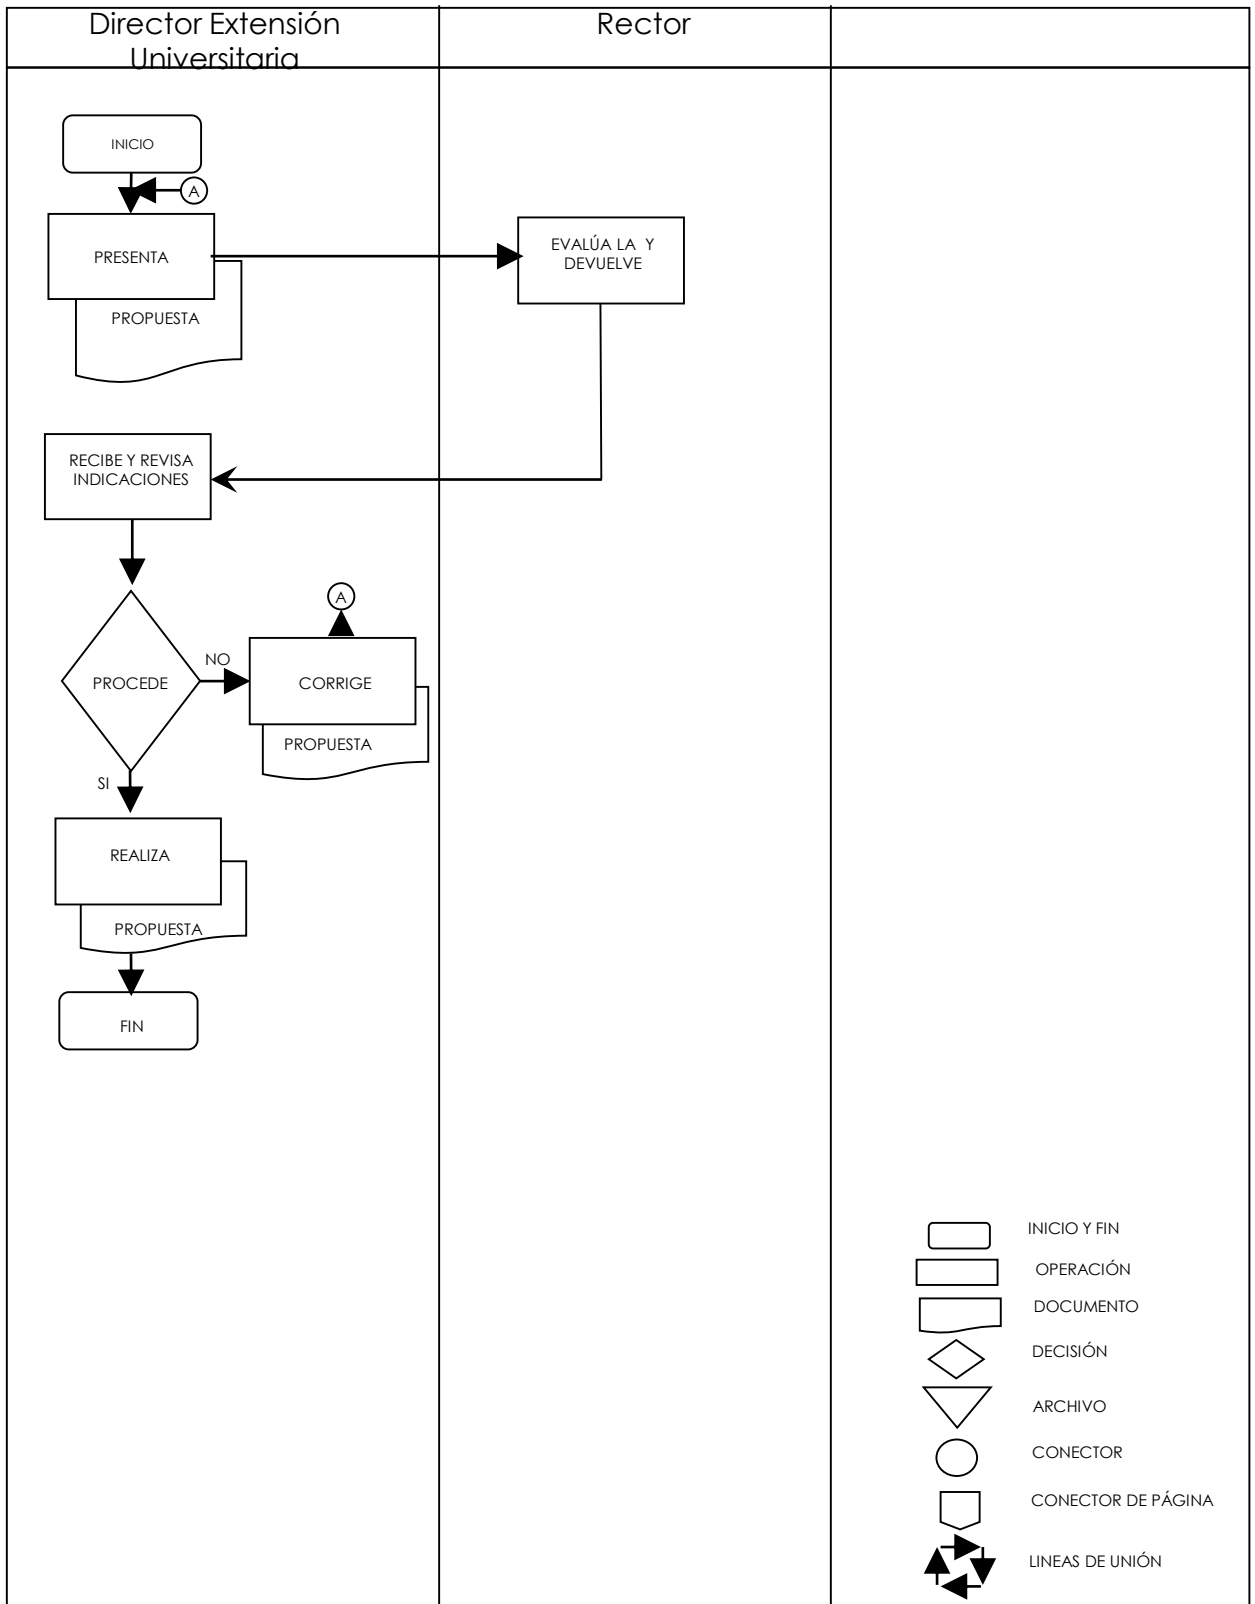 Director Extensión
Universitaria
Rector
INICIO
A
PRESENTA
PROPUESTA
EVALÚA LA Y
DEVUELVE
RECIBE Y REVISA
INDICACIONES
A
PROCEDE
NO
CORRIGE
PROPUESTA
SI
REALIZA
PROPUESTA
FIN
INICIO Y FIN
OPERACIÓN
DOCUMENTO
DECISIÓN
ARCHIVO
CONECTOR
CONECTOR DE PÁGINA
LINEAS DE UNIÓN